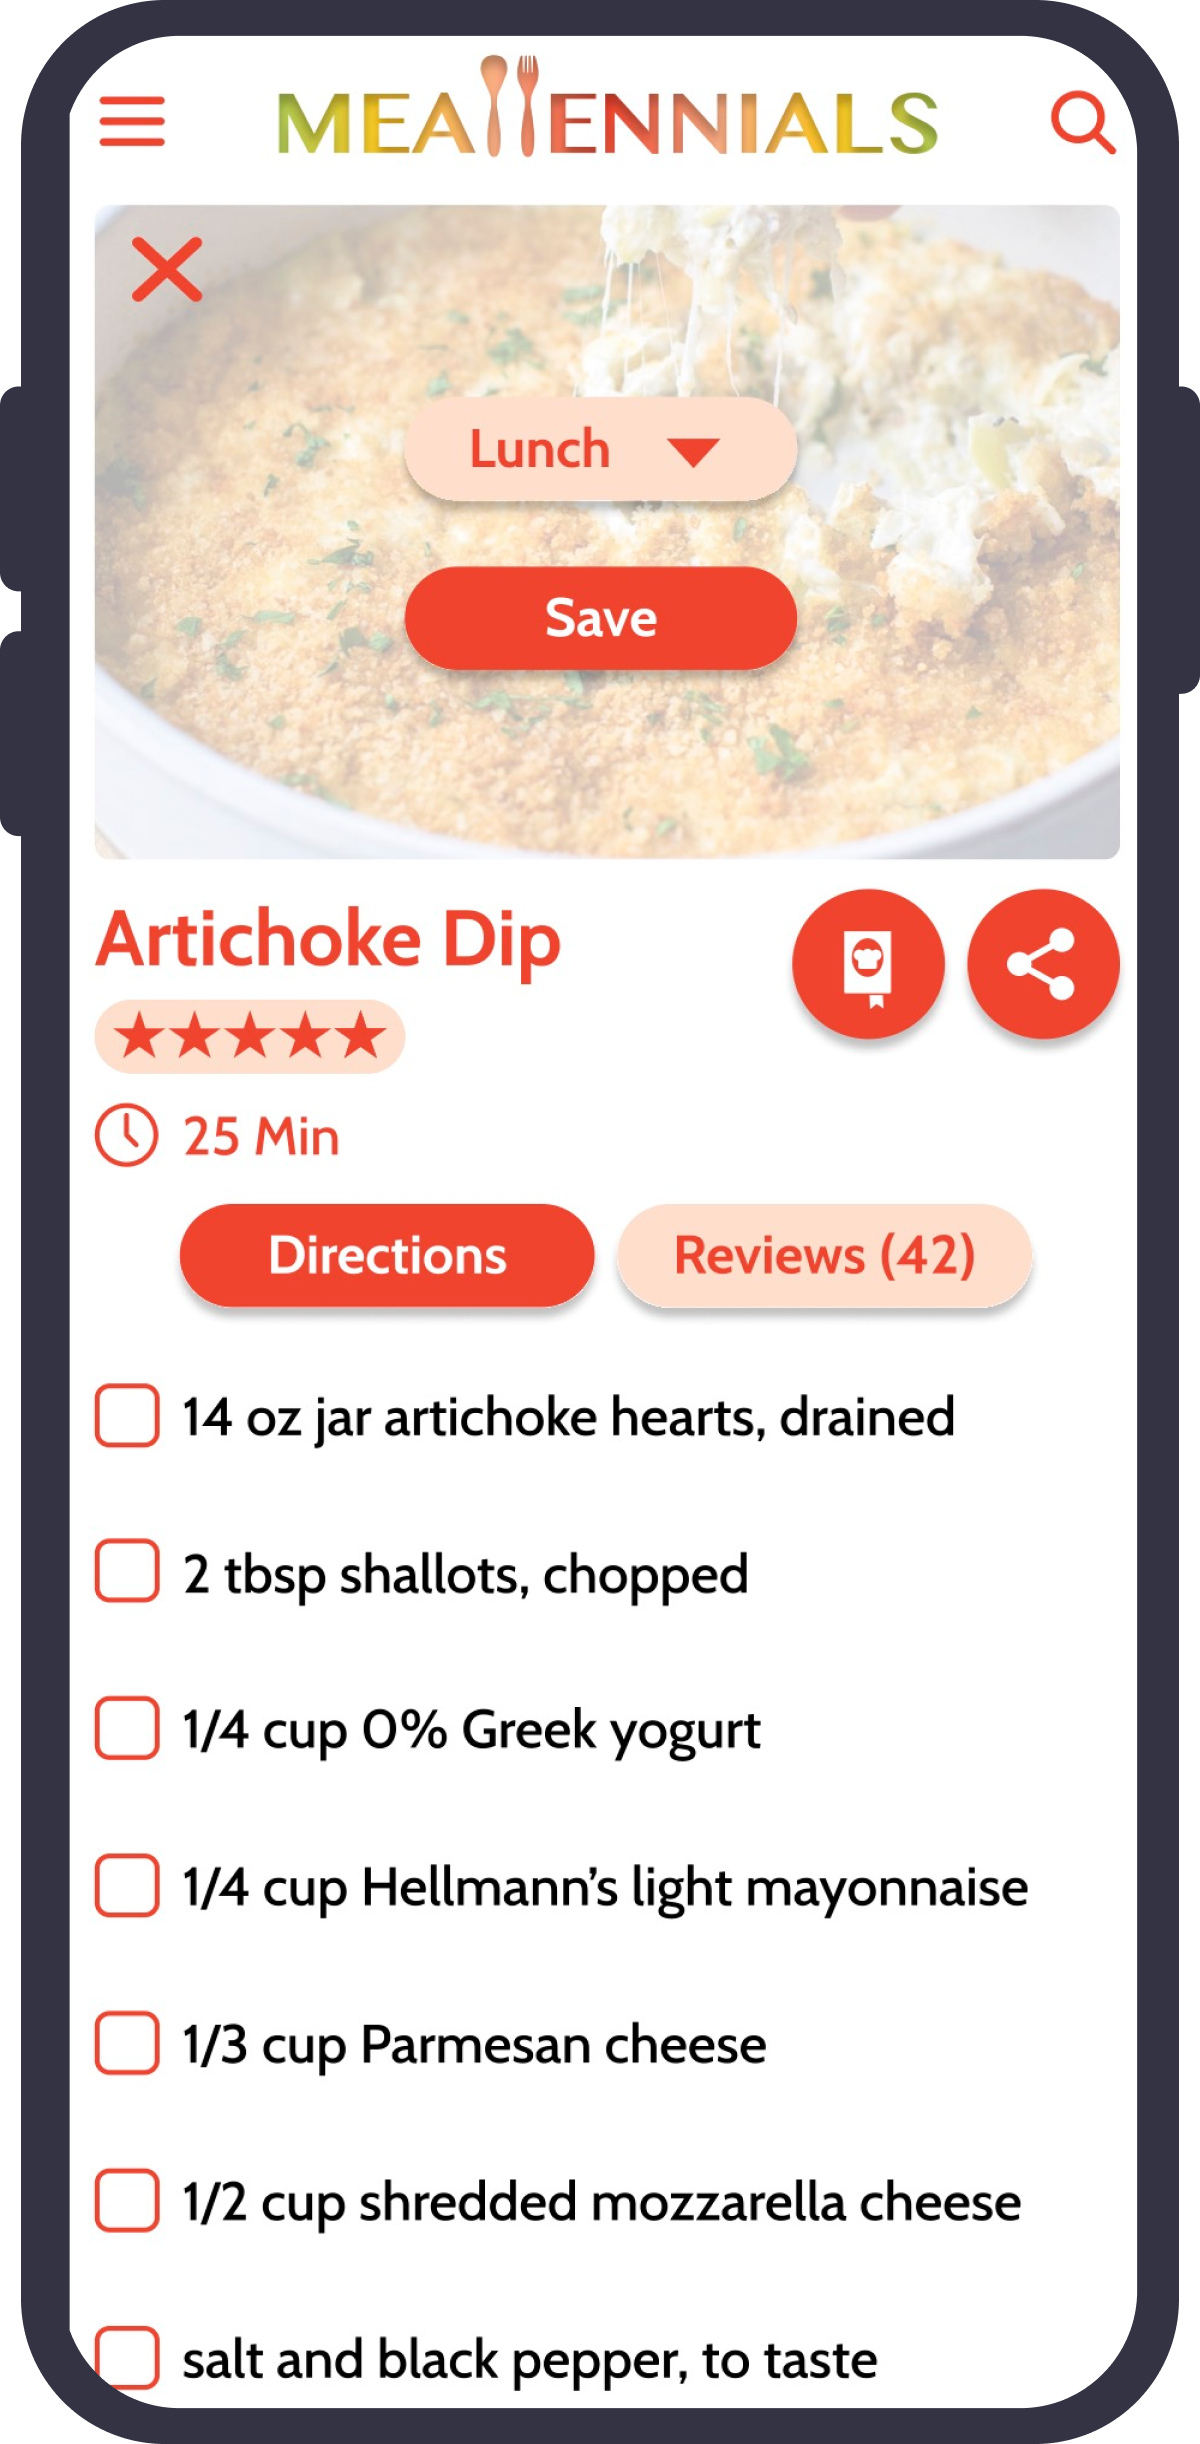 MEALLENNIALS
Lunch
Save
Artichoke Dip
25 Min
Directions
Reviews (42)
14 oz jar artichoke hearts, drained
2 tbsp shallots, chopped
1/4 cup 0% Greek yogurt
1/4 cup Hellmann’s light mayonnaise
1/3 cup Parmesan cheese
1/2 cup shredded mozzarella cheese
salt and black pepper, to taste